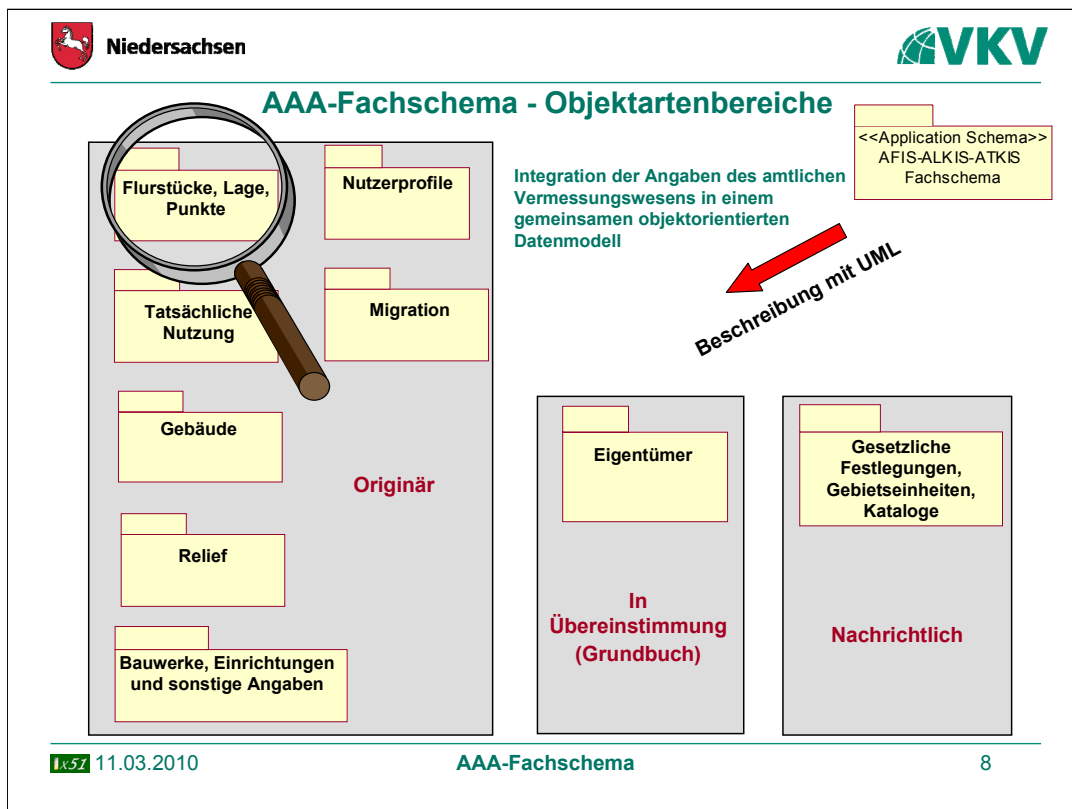 Niedersachsen
VKV
AAA-Fachschema - Objektartenbereiche
<<Application Schema>>
AFIS-ALKIS-ATKIS
Fachschema
Integration der Angaben des amtlichen
Vermessungswesens in einem
gemeinsamen objektorientierten
Datenmodell
Beschreibung mit UML
Flurstücke, Lage,
Punkte
Nutzerprofile
Tatsächliche
Nutzung
Migration
Gebäude
Originär
Relief
Bauwerke, Einrichtungen
und sonstige Angaben
Eigentümer
In
Übereinstimmung
(Grundbuch)
Gesetzliche
Festlegungen,
Gebietseinheiten,
Kataloge
Nachrichtlich
1x51 11.03.2010
AAA-Fachschema
8